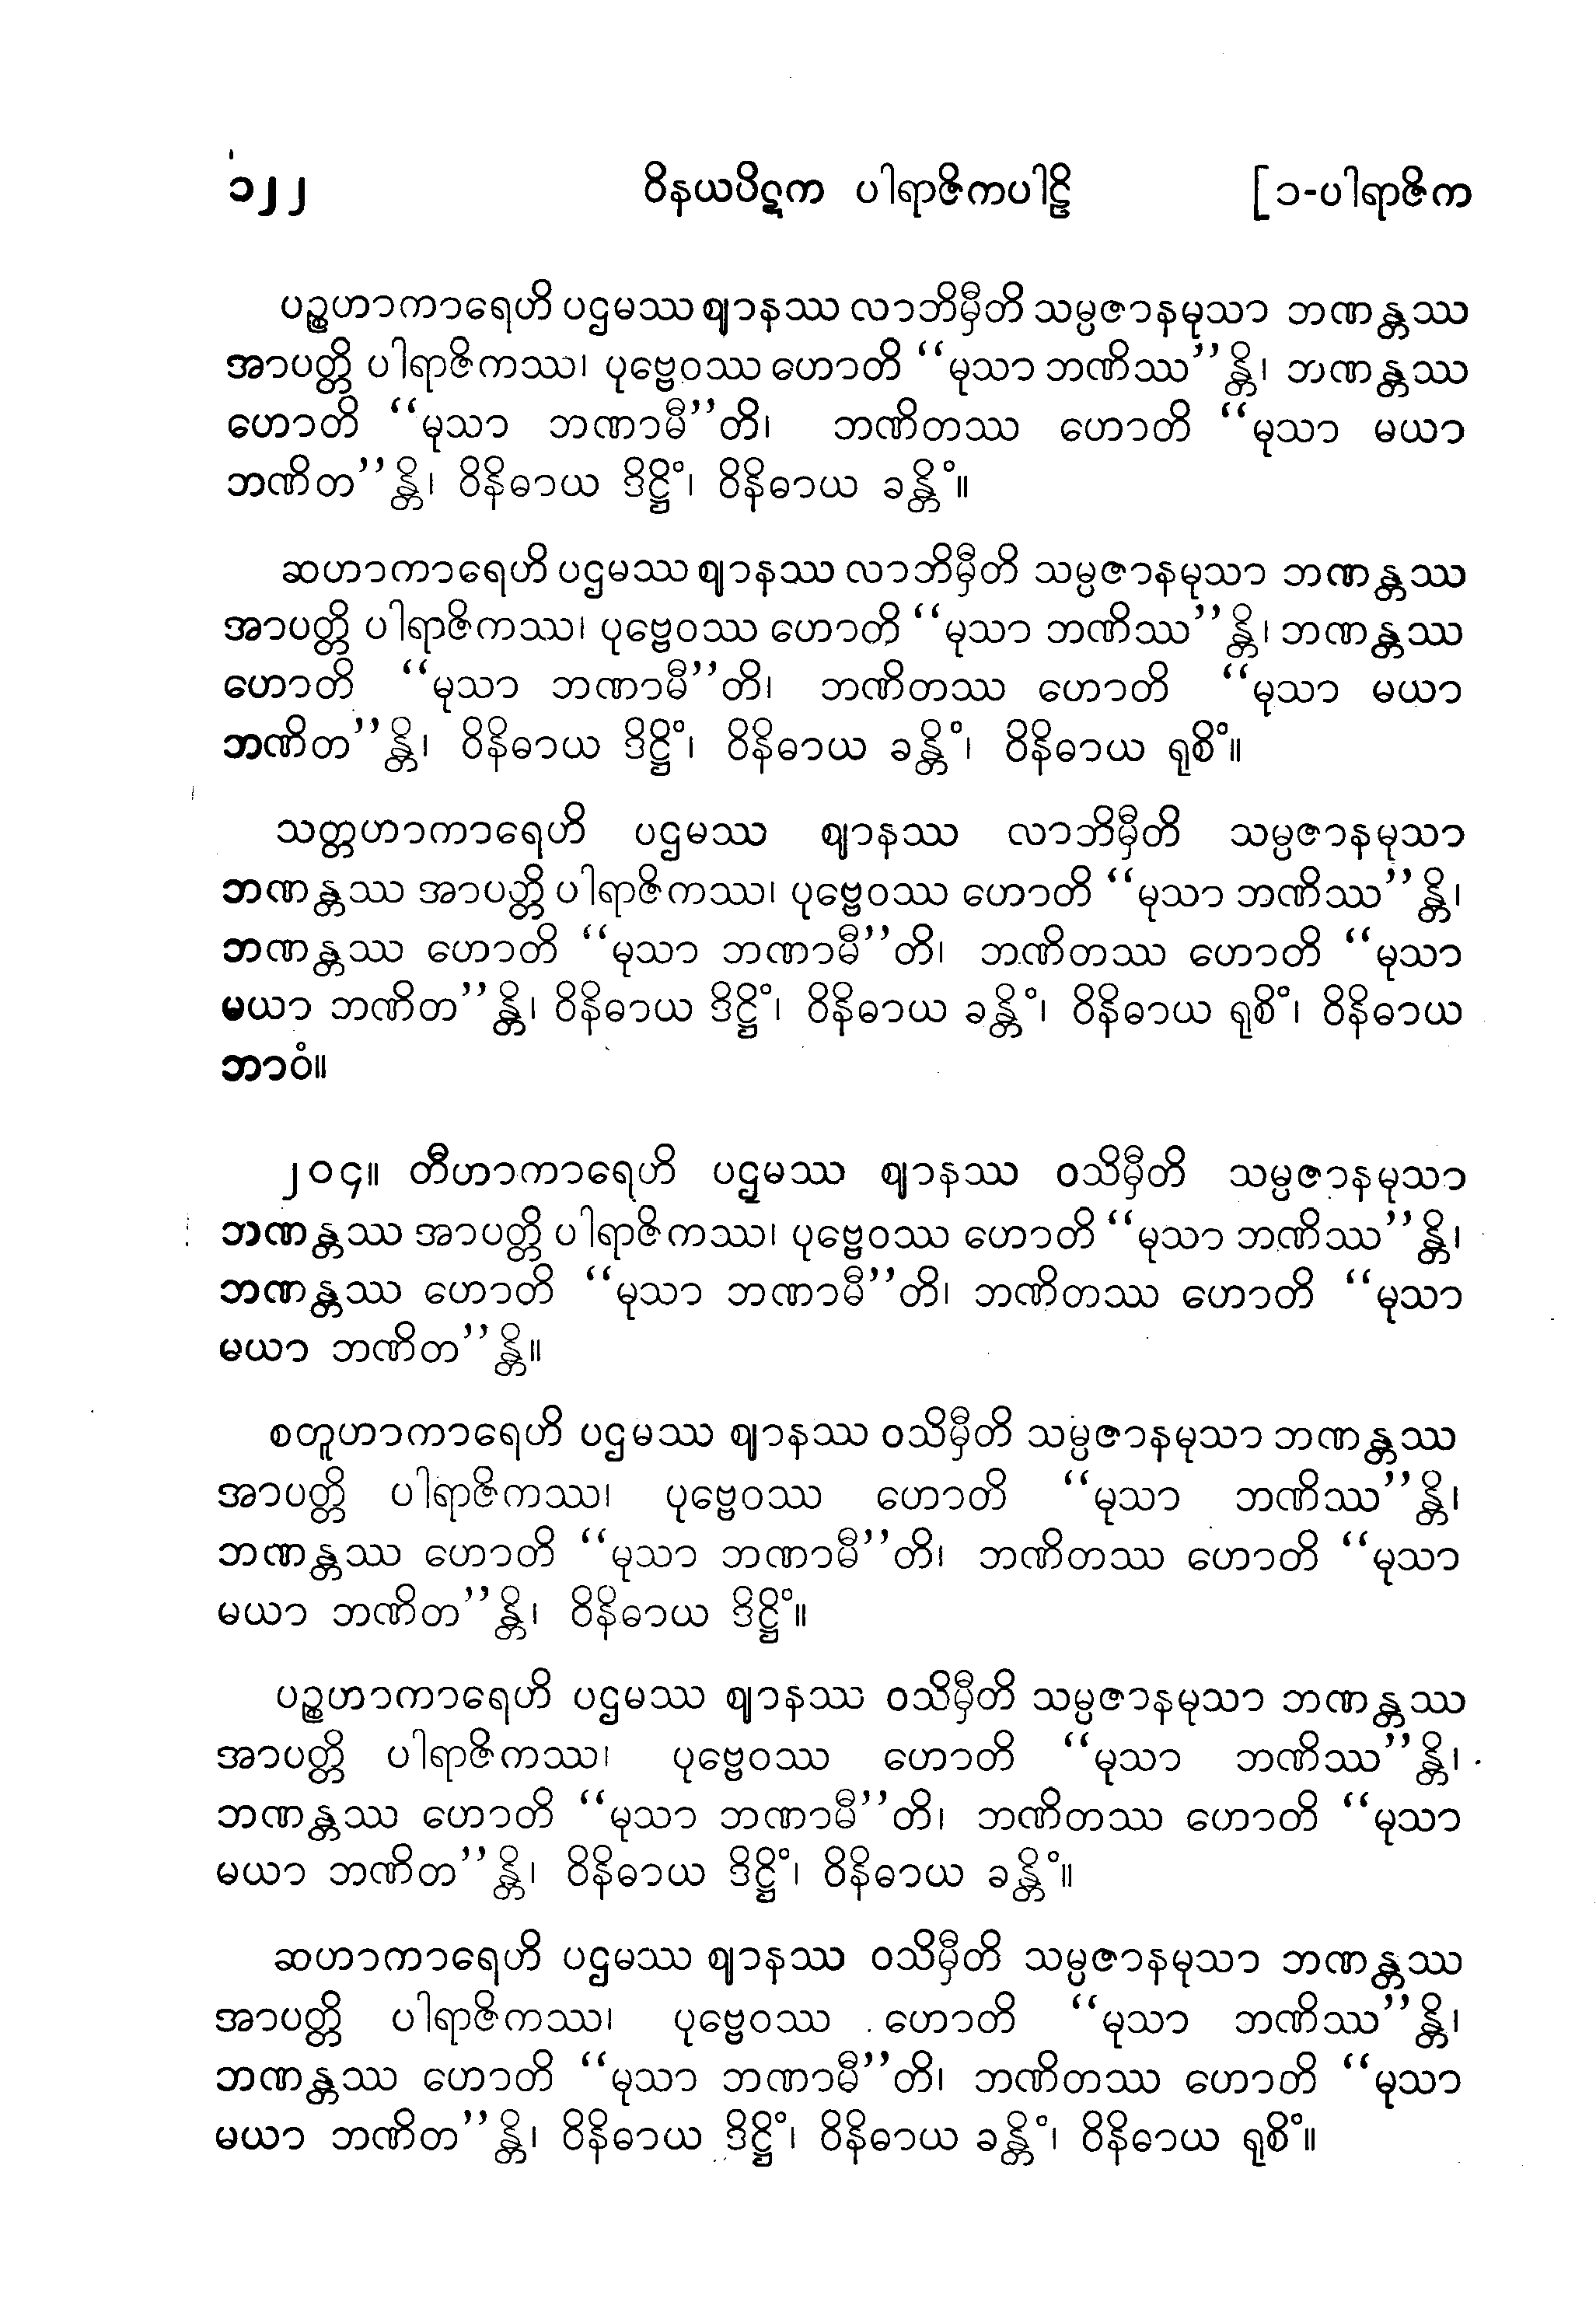 ၁၂၂ ဝိနယပိဋက ပါရာဇိကပါဠိ [၁-ပါရာဇိက
ပဉ္စဟာကာရေဟိ ပဌမဿ ဈာနဿ လာဘိမှီတိ သမ္ပဇာနမုသာ ဘဏန္တဿ
အာပတ္တိ ပါရာဇိကဿ၊ ပုဗ္ဗေဝဿ ဟောတိ “မုသာ ဘဏိဿ”န္တိ၊ ဘဏန္တဿ
ဟောတိ “မုသာ ဘဏာမီ”တိ၊ ဘဏိတဿ ဟောတိ “မုသာ မယာ
ဘဏိတ”န္တိ၊ ဝိနိဓာယ ဒိဋ္ဌိံ၊ ဝိနိဓာယ ခန္တိံ။
ဆဟာကာရေဟိ ပဌမဿ ဈာနဿ လာဘိမှီတိ သမ္ပဇာနမုသာ ဘဏန္တဿ
အာပတ္တိ ပါရာဇိကဿ၊ ပုဗ္ဗေဝဿ ဟောတိ “မုသာ ဘဏိဿ”န္တိ၊ ဘဏန္တဿ
ဟောတိ “မုသာ ဘဏာမီ”တိ၊ ဘဏိတဿ ဟောတိ “မုသာ မယာ
ဘဏိတ”န္တိ၊ ဝိနိဓာယ ဒိဋ္ဌိံ၊ ဝိနိဓာယ ခန္တိံ၊ ဝိနိဓာယ ရုစိံ။
သတ္တဟာကာရေဟိ ပဌမဿ ဈာနဿ လာဘိမှီတိ သမ္ပဇာနမုသာ
ဘဏန္တဿ အာပတ္တိ ပါရာဇိကဿ၊ ပုဗ္ဗေဝဿ ဟောတိ “မုသာ ဘဏိဿ”န္တိ၊
ဘဏန္တဿ ဟောတိ “မုသာ ဘဏာမီ”တိ၊ ဘဏိတဿ ဟောတိ “မုသာ
မယာ ဘဏိတ”န္တိ၊ ဝိနိဓာယ ဒိဋ္ဌိံ၊ ဝိနိဓာယ ခန္တိံ၊ ဝိနိဓာယ ရုစိံ၊ ဝိနိဓာယ
ဘာဝံ။
၂၀၄။ တီဟာကာရေဟိ ပဌမဿ ဈာနဿ ဝသိမှီတိ သမ္ပဇာနမုသာ
ဘဏန္တဿ အာပတ္တိ ပါရာဇိကဿ၊ ပုဗ္ဗေဝဿ ဟောတိ “မုသာ ဘဏိဿ”န္တိ၊
ဘဏန္တဿ ဟောတိ “မုသာ ဘဏာမီ”တိ၊ ဘဏိတဿ ဟောတိ “မုသာ
မယာ ဘဏိတ”န္တိ။
စတူဟာကာရေဟိ ပဌမဿ ဈာနဿ ဝသိမှီတိ သမ္ပဇာနမုသာ ဘဏန္တဿ
အာပတ္တိ ပါရာဇိကဿ၊ ပုဗ္ဗေဝဿ ဟောတိ “မုသာ ဘဏိဿ”န္တိ၊
ဘဏန္တဿ ဟောတိ “မုသာ ဘဏာမီ”တိ၊ ဘဏိတဿ ဟောတိ “မုသာ
မယာ ဘဏိတ”န္တိ၊ ဝိနိဓာယ ဒိဋ္ဌိံ။
ပဉ္စဟာကာရေဟိ ပဌမဿ ဈာနဿ ဝသိမှီတိ သမ္ပဇာနမုသာ ဘဏန္တဿ
အာပတ္တိ ပါရာဇိကဿ၊ ပုဗ္ဗေဝဿ ဟောတိ “မုသာ ဘဏိဿ”န္တိ၊
ဘဏန္တဿ ဟောတိ “မုသာ ဘဏာမီ”တိ၊ ဘဏိတဿ ဟောတိ “မုသာ
မယာ ဘဏိတ”န္တိ၊ ဝိနိဓာယ ဒိဋ္ဌိံ၊ ဝိနိဓာယ ခန္တိံ။
ဆဟာကာရေဟိ ပဌမဿ ဈာနဿ ဝသိမှီတိ သမ္ပဇာနမုသာ ဘဏန္တဿ
အာပတ္တိ ပါရာဇိကဿ၊ ပုဗ္ဗေဝဿ ဟောတိ “မုသာ ဘဏိဿ”န္တိ၊
ဘဏန္တဿ ဟောတိ “မုသာ ဘဏာမီ”တိ၊ ဘဏိတဿ ဟောတိ “မုသာ
မယာ ဘဏိတ”န္တိ၊ ဝိနိဓာယ ဒိဋ္ဌိံ၊ ဝိနိဓာယ ခန္တိံ၊ ဝိနိဓာယ ရုစိံ။